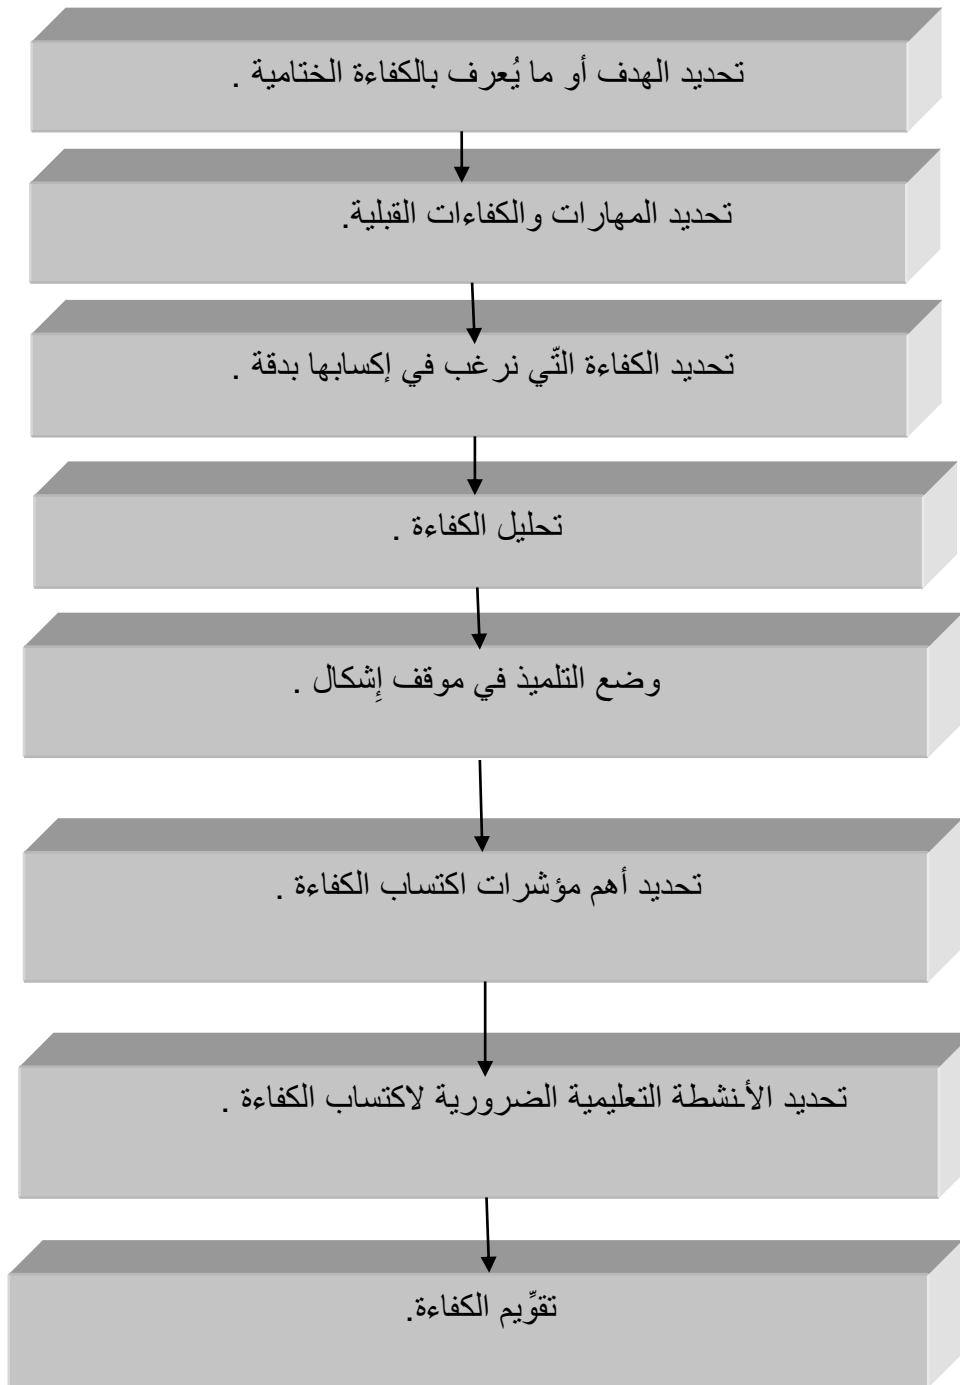 تحديد الهدف أو ما يُعرف بالكفاءة الختامية .
تحديد المهارات والكفاءات القبلية.
تحديد الكفاءة التّي نرغب في إكسابها بدقة .
تحليل الكفاءة .
وضع التلميذ في موقف إِشكال .
تحديد أهم مؤشرات اكتساب الكفاءة .
تحديد الأنشطة التعليمية الضرورية لاكتساب الكفاءة .
تقوِّيم الكفاءة.